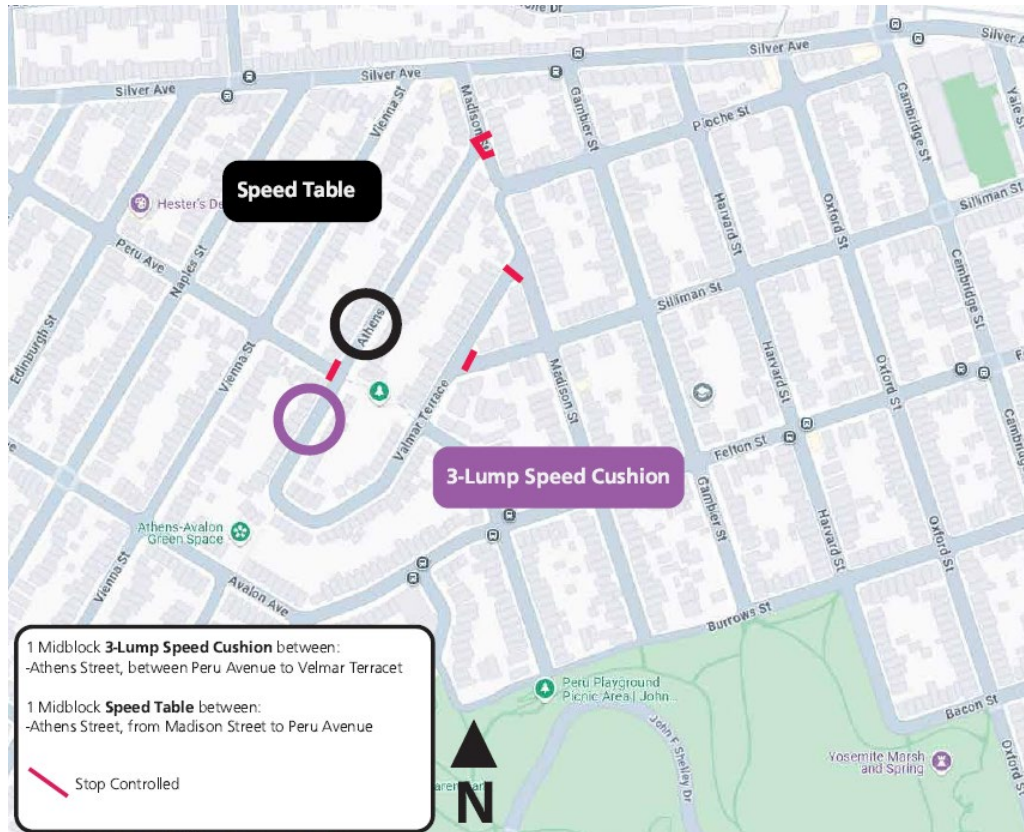 Silver Ave
Silver Ave
Silver Ave
Silver Ave
Vienna St
Madison St
Gambier St
Pioche St
Cambridge St
Yale St
Speed Table
Hester's De
Peru Ave
Naples St
Edinburgh St
Vienna St
Athens
Harvard St
Oxford St
Silliman St
Silliman St
Cambridge St
Valmar Terrace
Madison St
Harvard St
Oxford St
Felton St
Cambridge
3-Lump Speed Cushion
Gambier St
Harvard St
Oxford St
Athens-Avalon
Green Space
Vienna St
Avalon Ave
Burrows St
1 Midblock 3-Lump Speed Cushion between:
-Athens Street, between Peru Avenue to Velmar Terracet
1 Midblock Speed Table between:
-Athens Street, from Madison Street to Peru Avenue
Stop Controlled
Peru Playground
Picnic Area | John...
John F Shelley Dr
Bacon St
Oxford St
Yosemite Marsh
and Spring
N